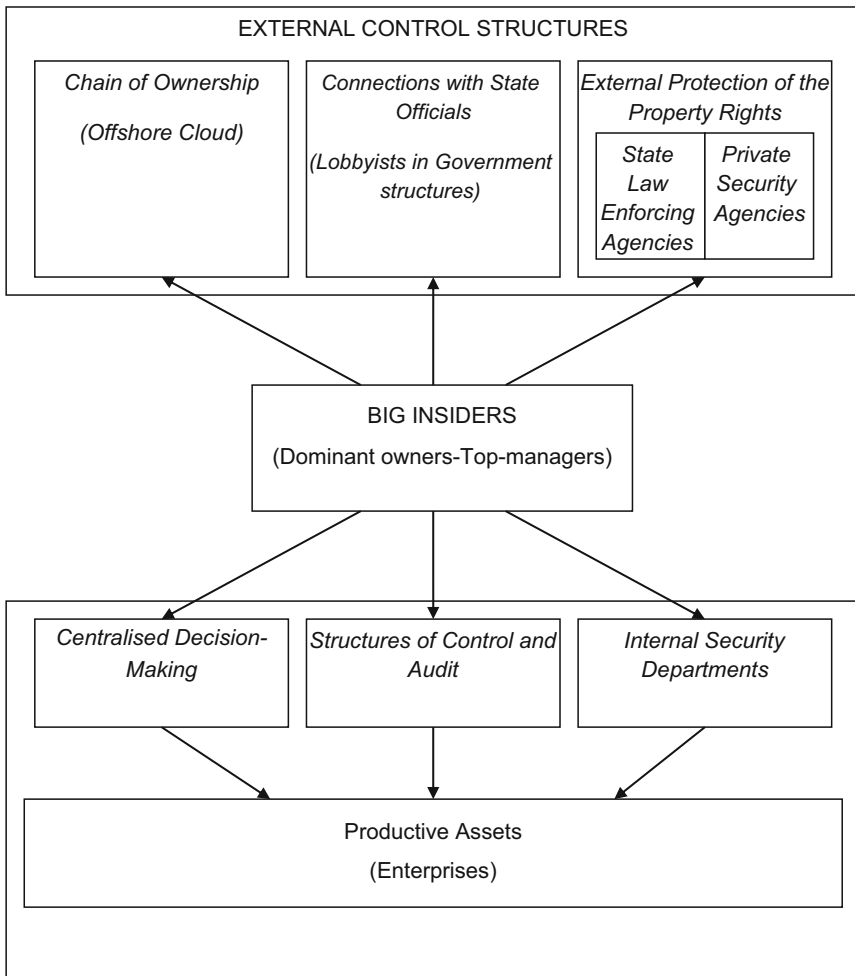 EXTERNAL CONTROL STRUCTURES
Chain of Ownership
(Offshore Cloud)
Connections with State
Officials
(Lobbyists in Government
structures)
External Protection of the
Property Rights
State
Law
Enforcing
Agencies
Private
Security
Agencies
BIG INSIDERS
(Dominant owners-Top-managers)
Centralised Decision-
Making
Structures of Control and
Audit
Internal Security
Departments
Productive Assets
(Enterprises)